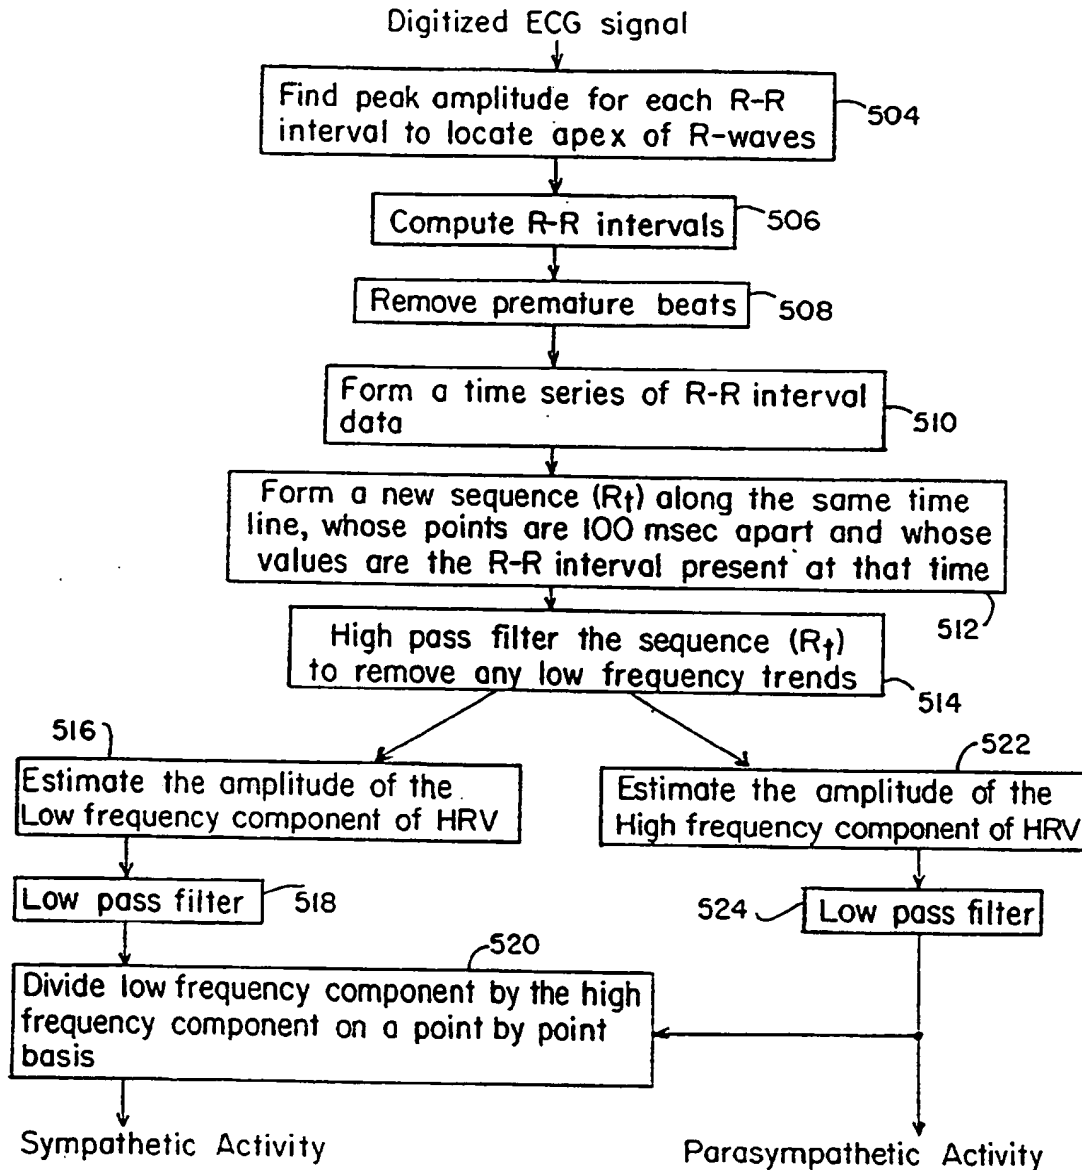 Digitized ECG signal
Find peak amplitude for each R-R
interval to locate apex of R-waves
504
Compute R-R intervals
506
Remove premature beats
508
Form a time series of R-R interval
data
510
Form a new sequence (Rt) along the same time
line, whose points are 100 msec apart and whose
values are the R-R interval present at that time
512
High pass filter the sequence (Rt)
to remove any low frequency trends
514
516
Estimate the amplitude of the
Low frequency component of HRV
522
Estimate the amplitude of the
High frequency component of HRV
Low pass filter
518
524
Low pass filter
520
Divide low frequency component by the high
frequency component on a point by point
basis
Sympathetic Activity
Parasympathetic Activity